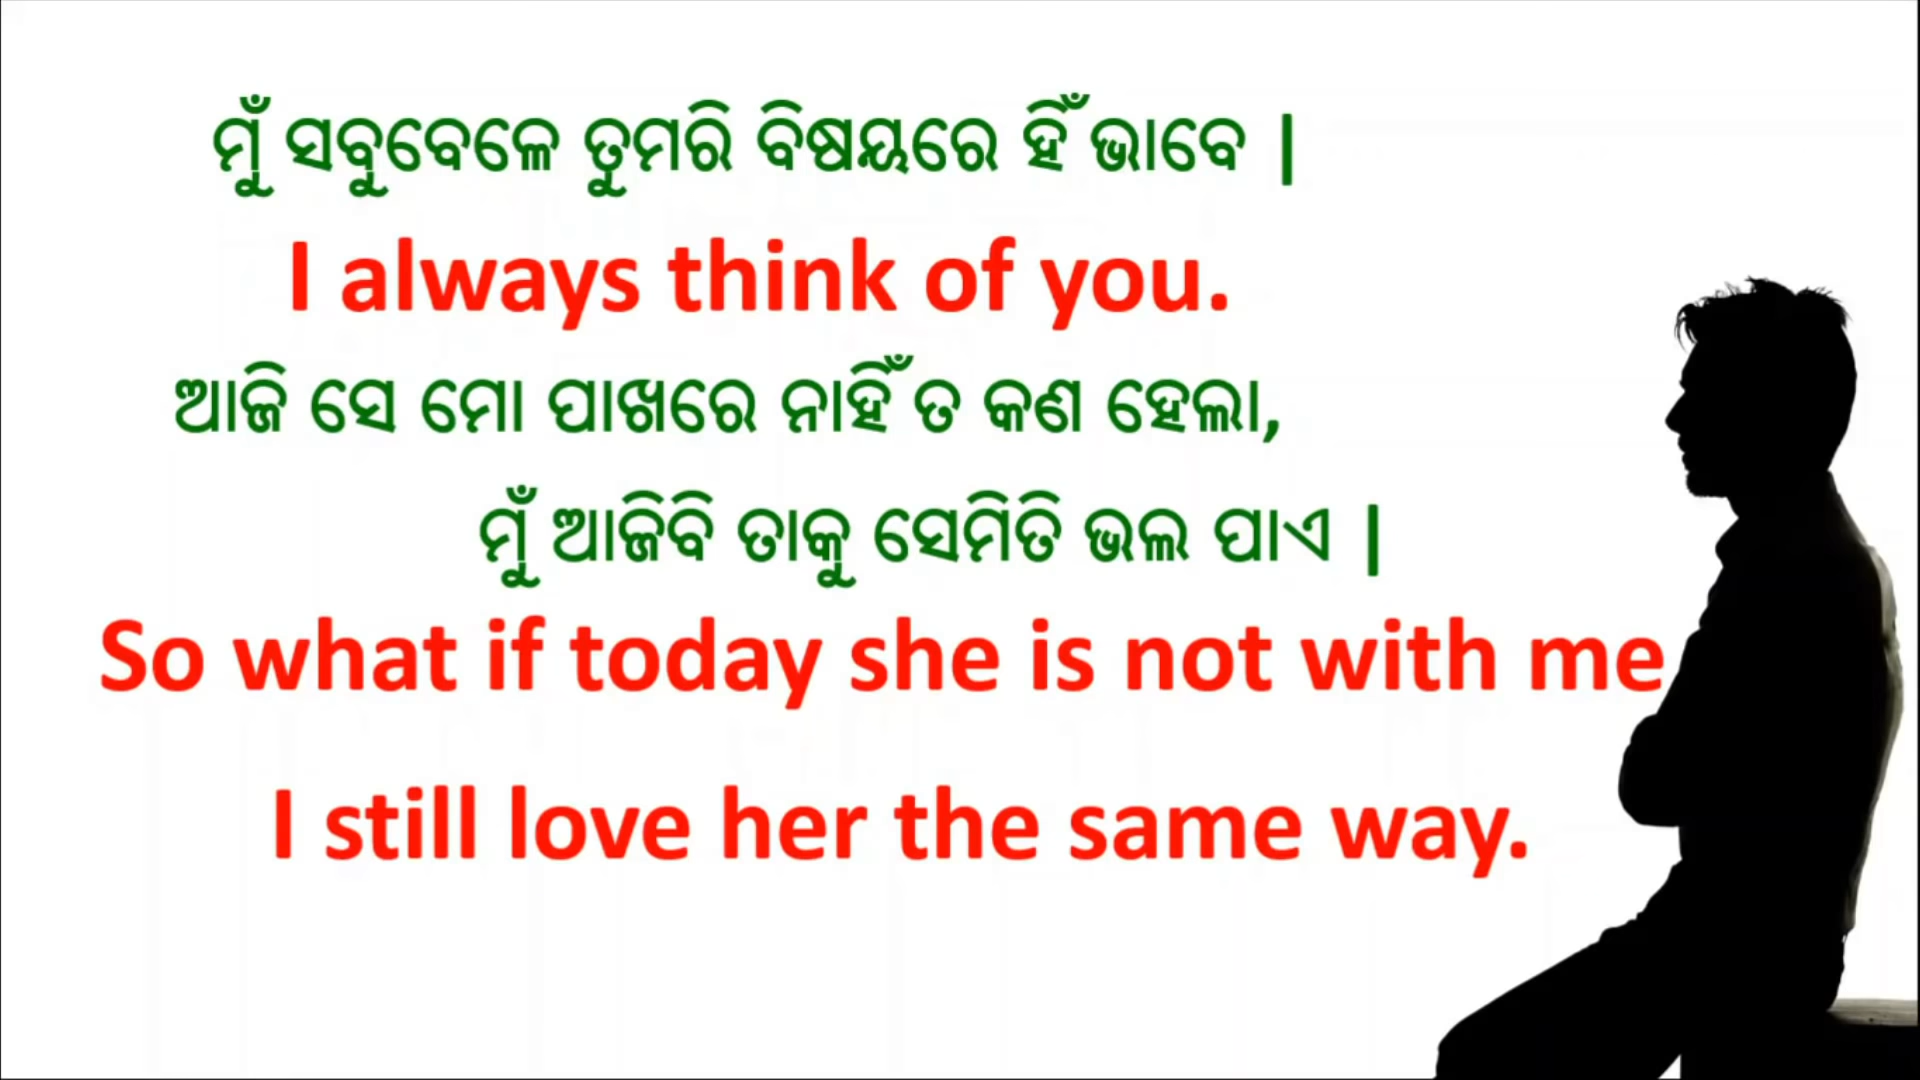 ମୁଁ ସବୁବେଳେ ତୁମରି ବିଷୟରେ ହିଁ ଭାବେ |
I always think of you.
ଆଜି ସେ ମୋ ପାଖରେ ନାହିଁ ତ କଣ ହେଲା,
ମୁଁ ଆଜିବି ତାକୁ ସେମିତି ଭଲ ପାଏ |
So what if today she is not with me
I still love her the same way.